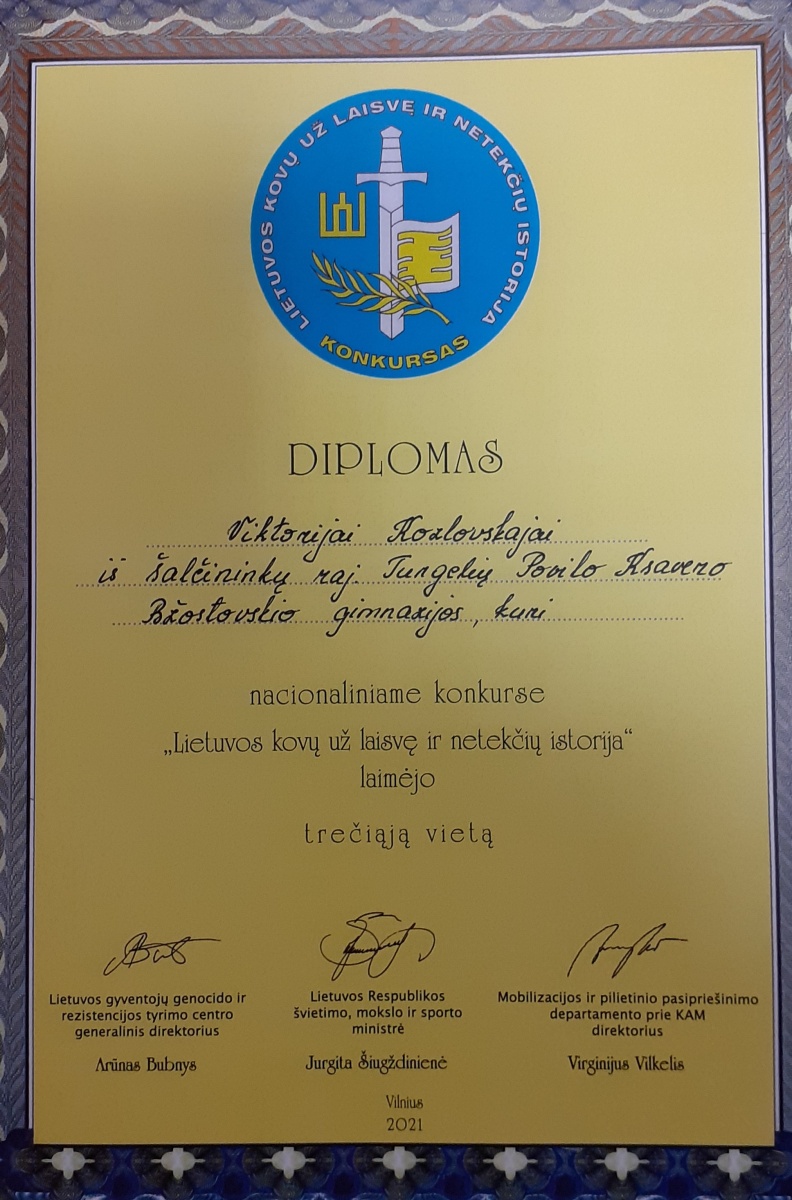 LIETUVOS KOVŲ UŽ LAISVĘ IR NETEKČIŲ ISTORIJA
KONKURSAS
DIPLOMAS
Viktorijai Kozlovskajai
iš Šalčininkų raj. Turgelių Povilo Ksavero
Bžostovskio gimnazijos, kuri
nacionaliniame konkurse
„Lietuvos kovų už laisvę ir netekčių istorija“
laimėjo
trečiąją vietą
Lietuvos gyventojų genocido ir
rezistencijos tyrimo centro
generalinis direktorius
Arūnas Bubnys
Lietuvos Respublikos
švietimo, mokslo ir sporto
ministrė
Jurgita Šiugždinienė
Mobilizacijos ir pilietinio pasipriešinimo
departamento prie KAM
direktorius
Virginijus Vilkelis
Vilnius
2021